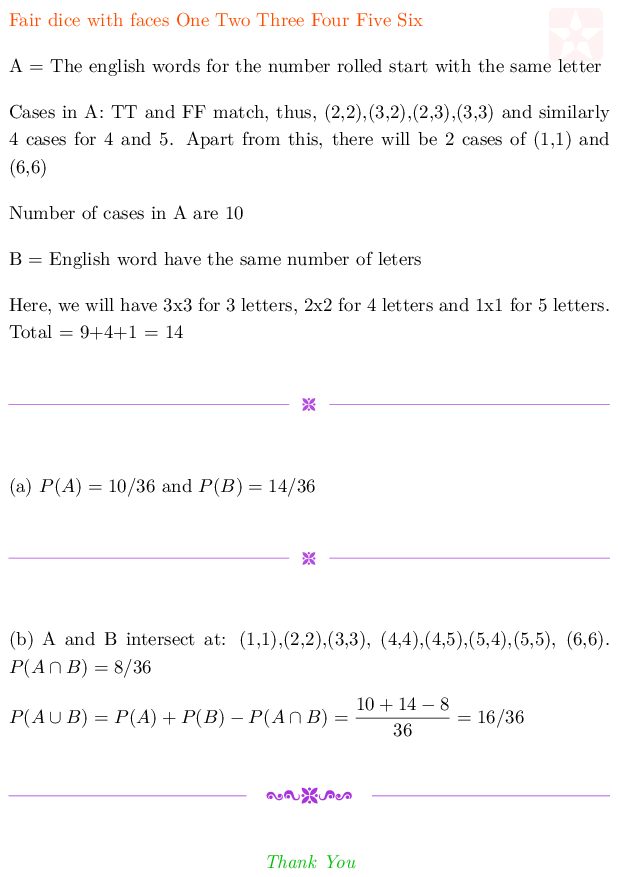 Fair dice with faces One Two Three Four Five Six
A = The english words for the number rolled start with the same letter
Cases in A: TT and FF match, thus, (2,2),(3,2),(2,3),(3,3) and similarly
4 cases for 4 and 5. Apart from this, there will be 2 cases of (1,1) and
(6,6)
Number of cases in A are 10
B = English word have the same number of leters
Here, we will have 3x3 for 3 letters, 2x2 for 4 letters and 1x1 for 5 letters.
Total = 9+4+1 = 14
(a) P(A) = 10/36 and P(B) = 14/36
(b) A and B intersect at: (1,1),(2,2),(3,3), (4,4),(4,5),(5,4),(5,5), (6,6).
P(A ∩ B) = 8/36
P(A ∪ B) = P(A) + P(B) − P(A ∩ B) = \frac{10 + 14 − 8}{36} = 16/36
Thank You